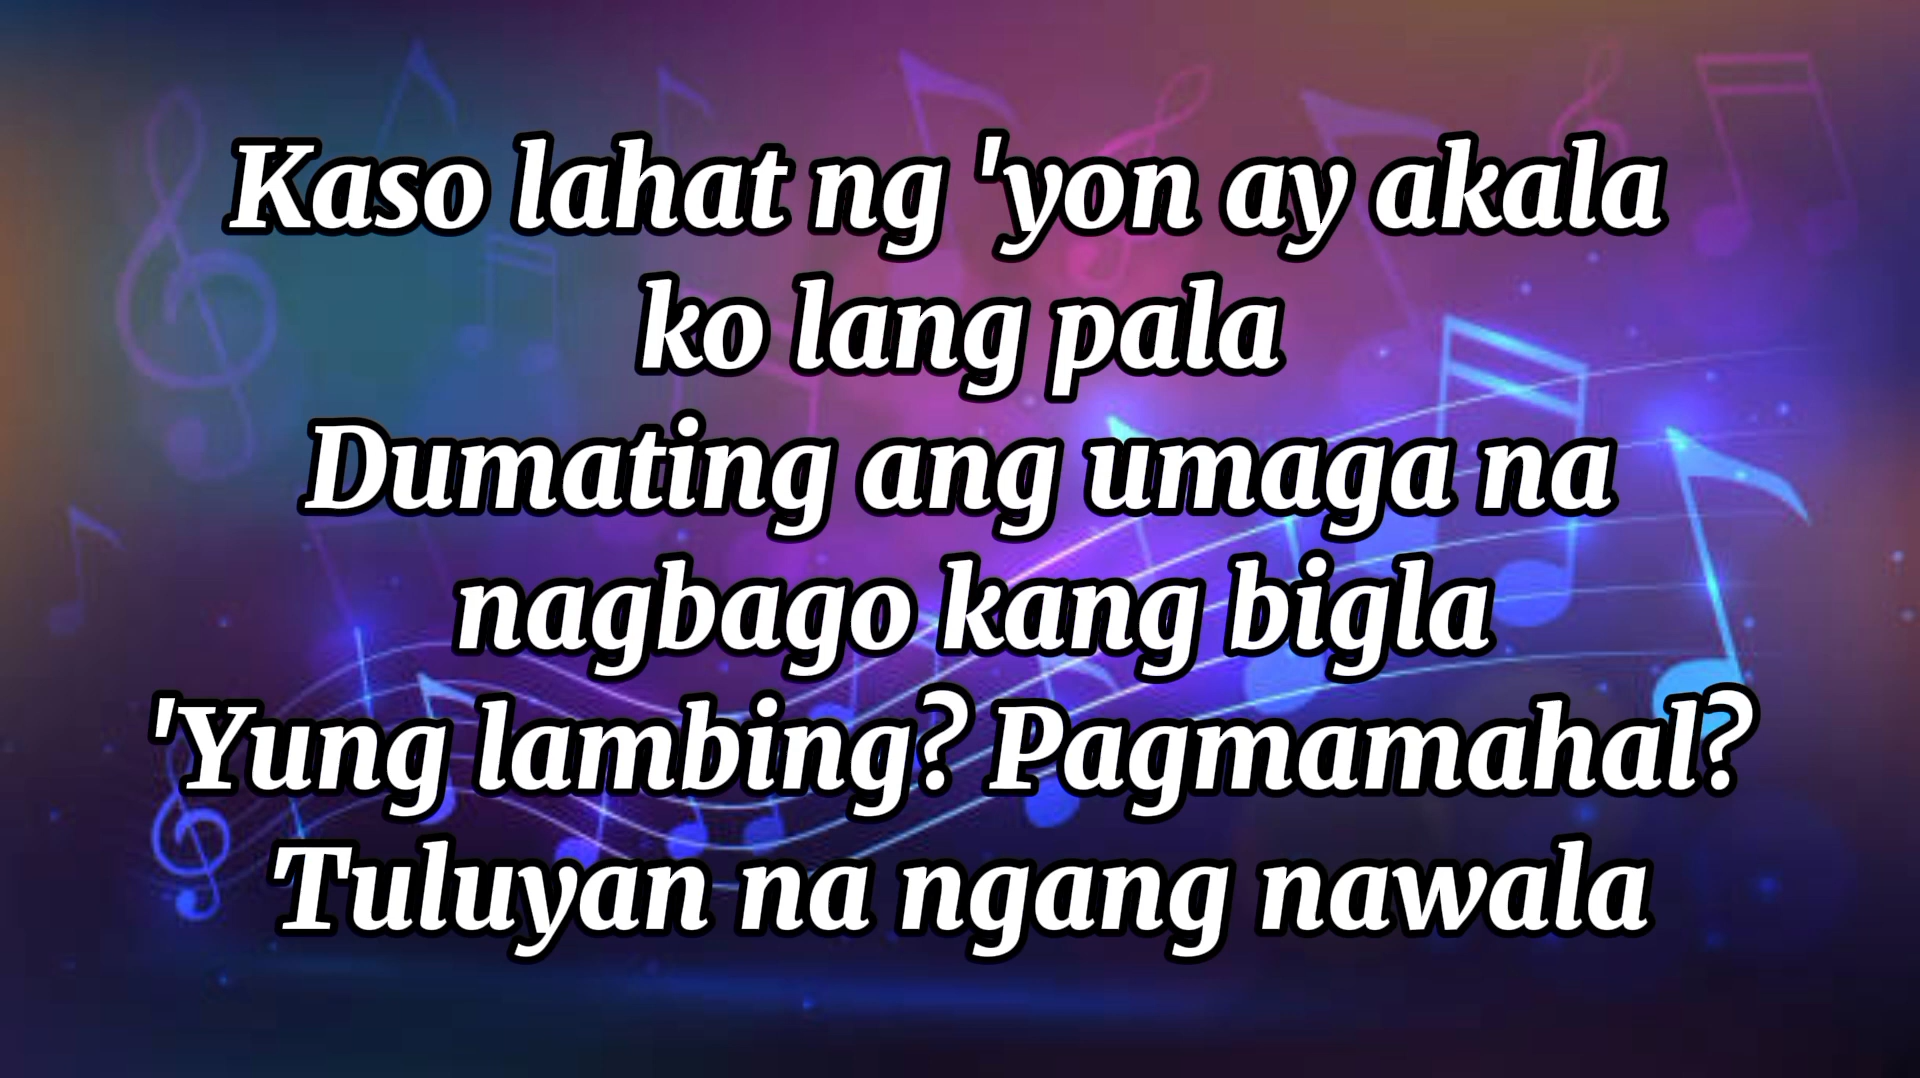 Kaso lahat ng 'yon ay akala
ko lang pala
Dumating ang umaga na
nagbago kang bigla
'Yung lambing? Pagmamahal?
Tuluyan na ngang nawala